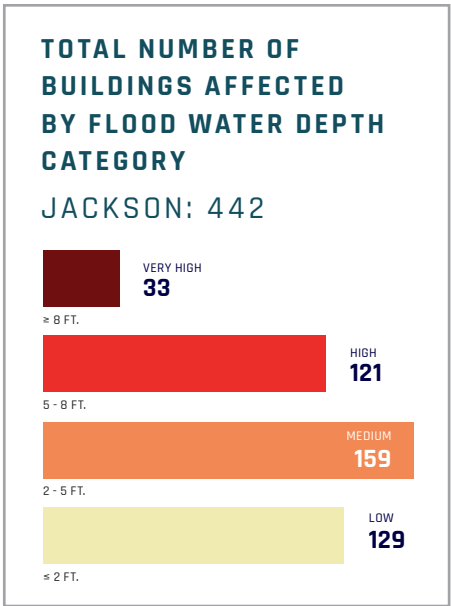 TOTAL NUMBER OF
BUILDINGS AFFECTED
BY FLOOD WATER DEPTH
CATEGORY
JACKSON: 442
VERY HIGH
33
≥ 8 FT.
HIGH
121
5 - 8 FT.
MEDIUM
159
2 - 5 FT.
LOW
129
≤ 2 FT.